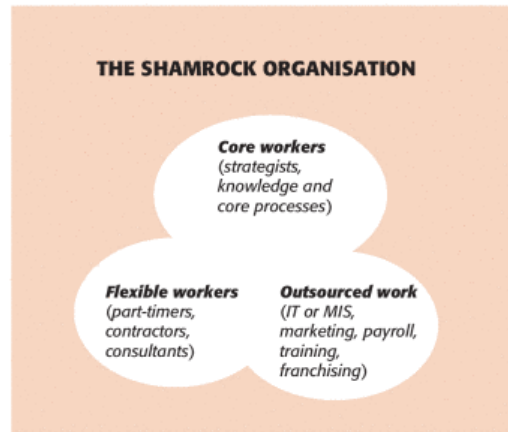 THE SHAMROCK ORGANISATION
Core workers
(strategists,
knowledge and
core processes)
Flexible workers
(part-timers,
contractors,
consultants)
Outsourced work
(IT or MIS,
marketing, payroll,
training,
franchising)